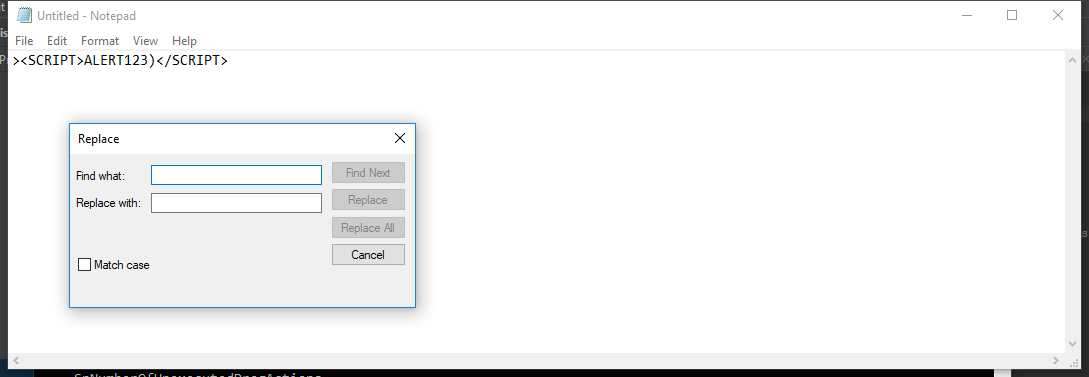 Untitled - Notepad
File Edit Format View Help
><SCRIPT>ALERT123)</SCRIPT>
Replace
Find what:
Find Next
Replace with:
Replace
Replace All
Cancel
Match case